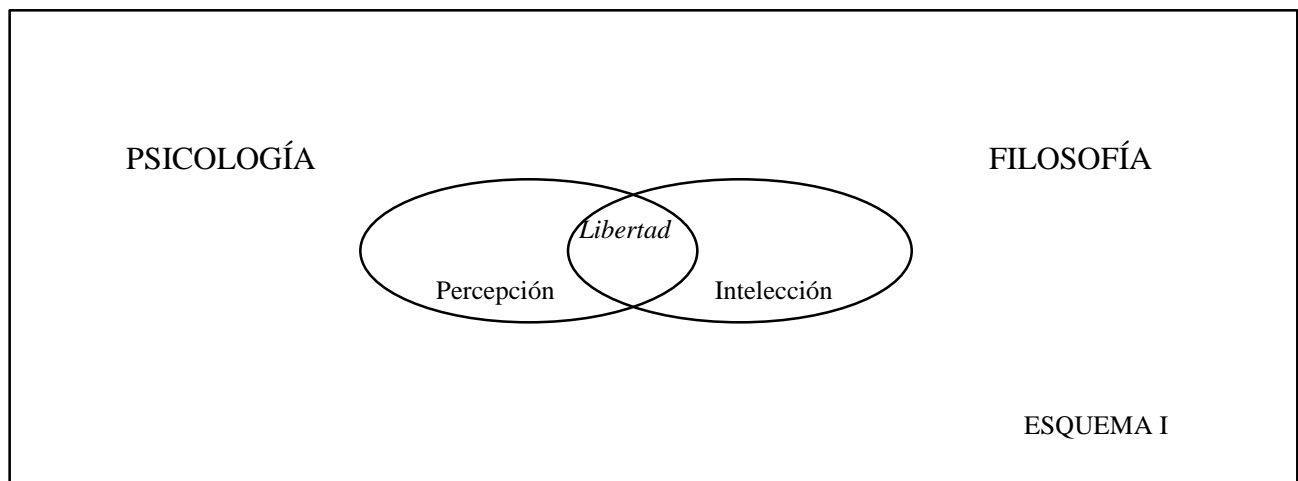 PSICOLOGÍA
FILOSOFÍA
Libertad
Percepción
Intelección
ESQUEMA I